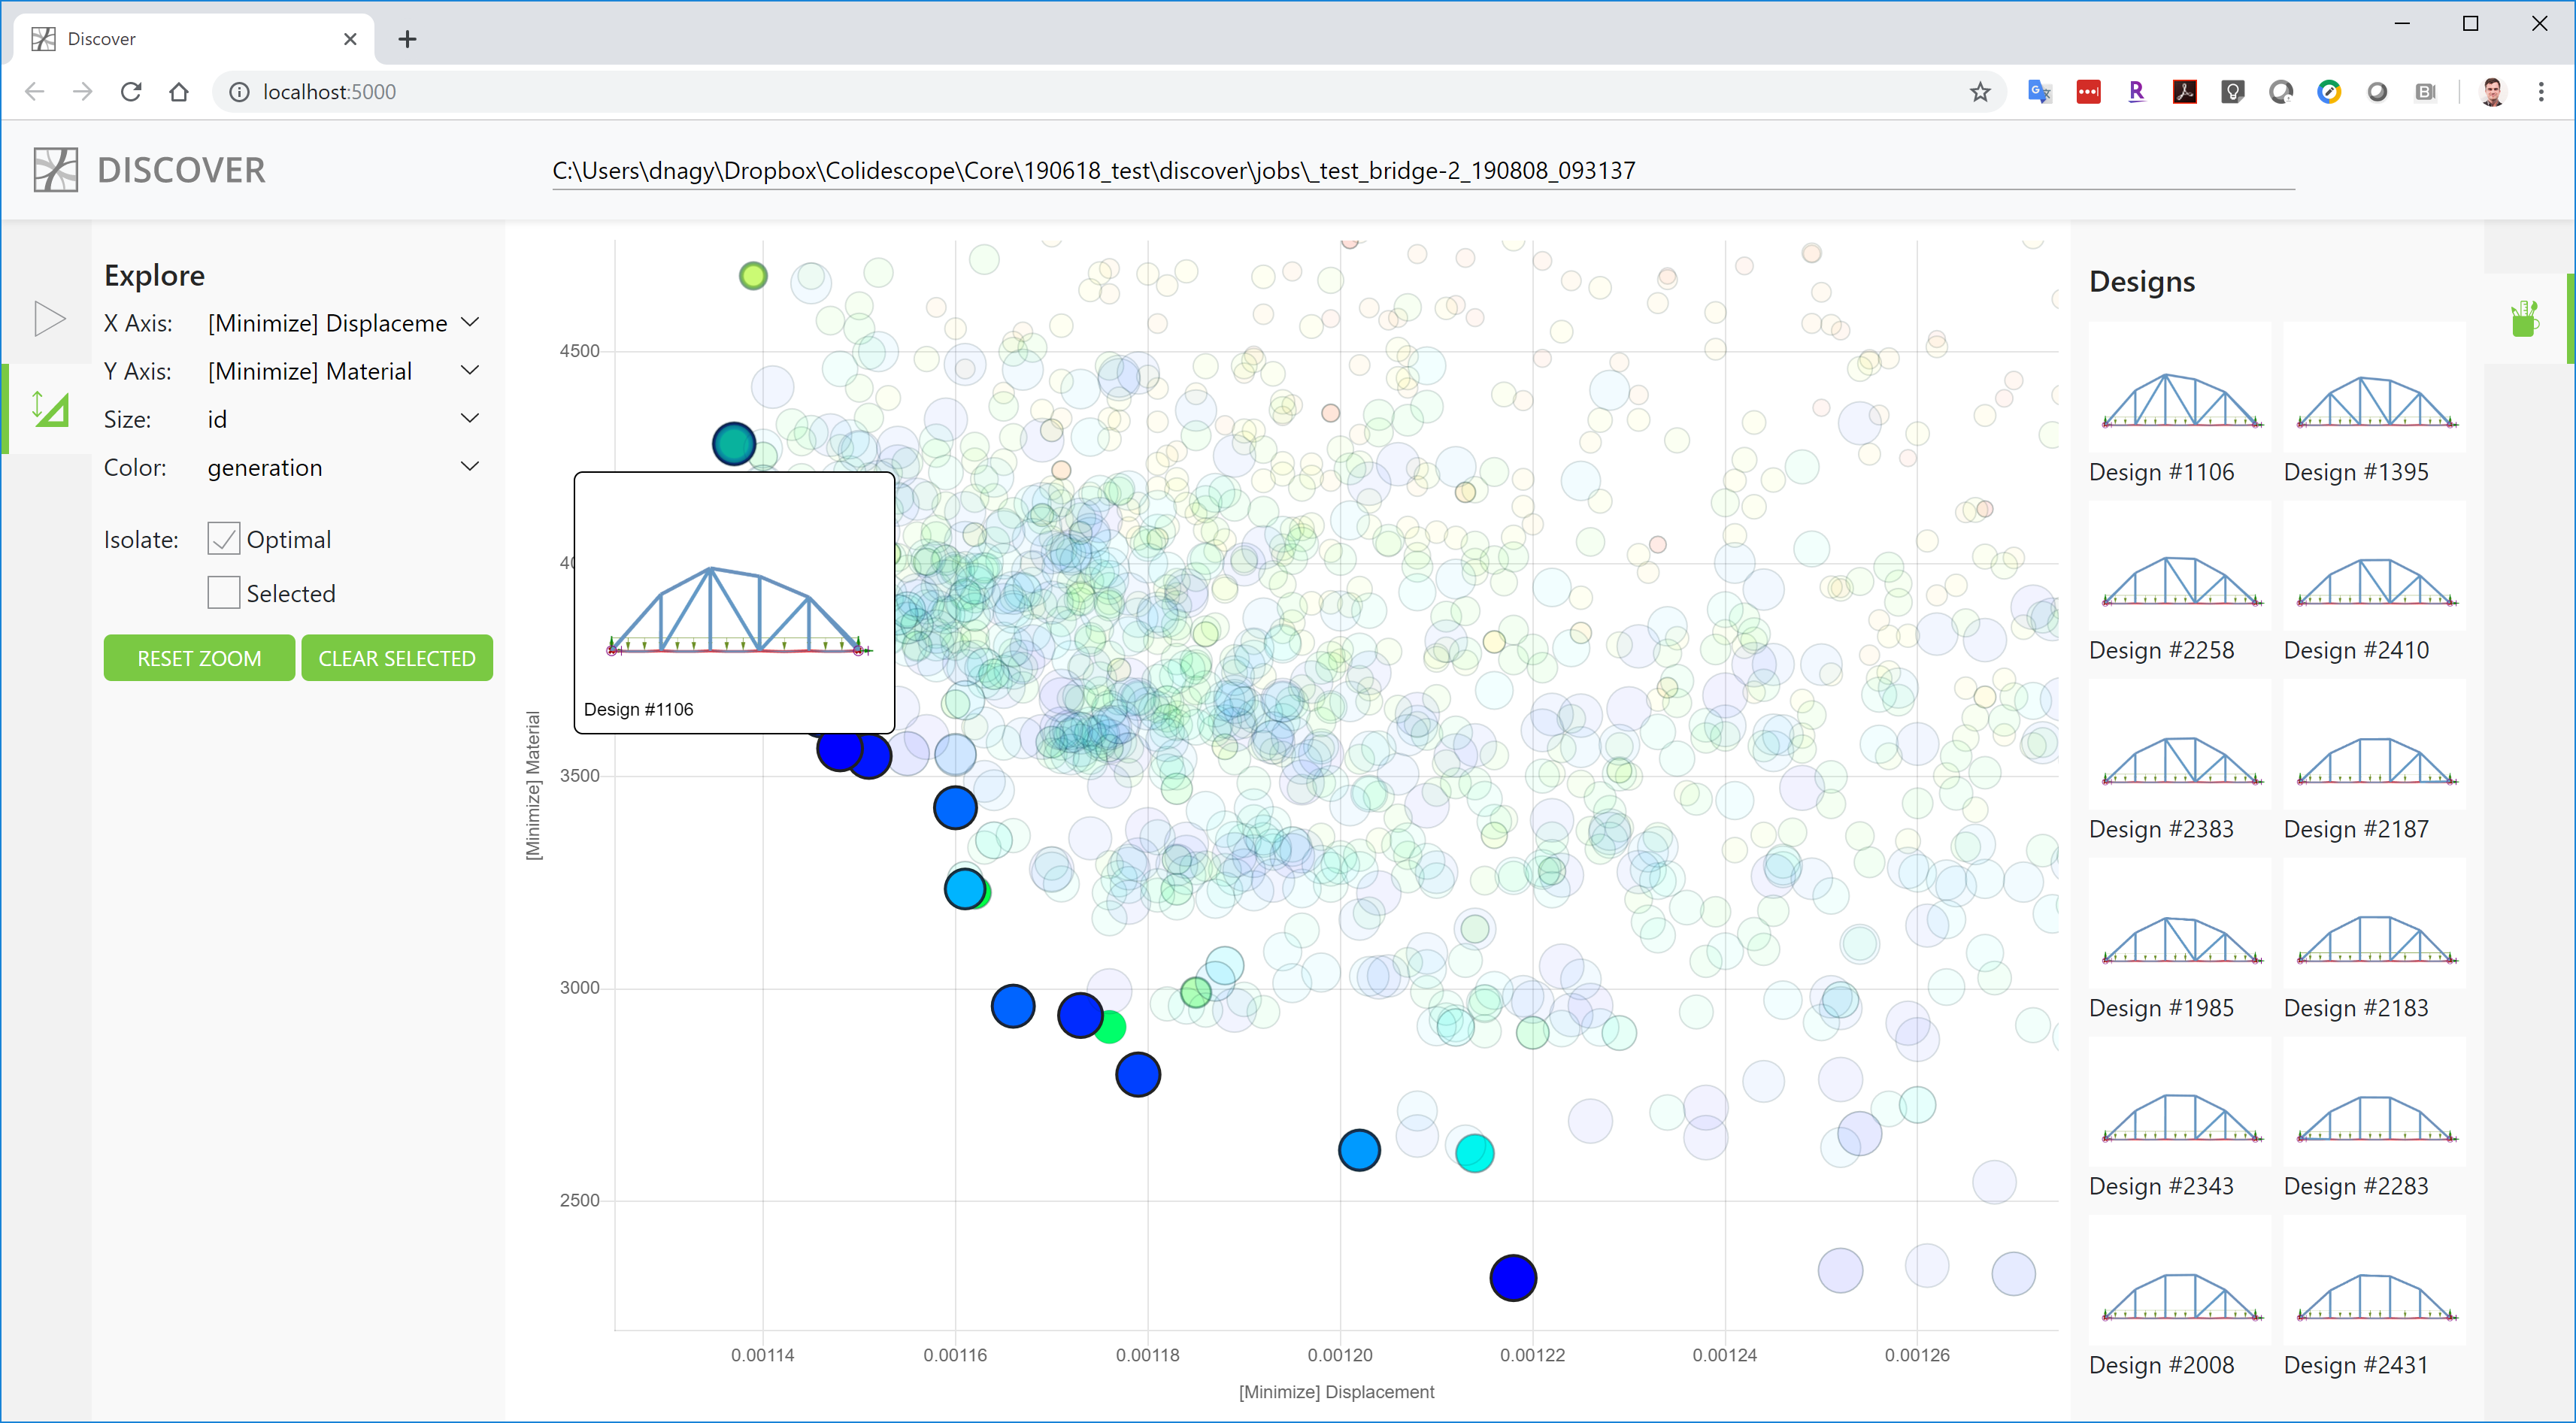 Discover
localhost:5000
DISCOVER
C:\Users\dnagy\Dropbox\Colidescope\Core\190618_test\discover\jobs\_test_bridge-2_190808_093137
Explore
X Axis: [Minimize] Displaceme
Y Axis: [Minimize] Material
Size: id
Color: generation
Isolate: Optimal
Selected
RESET ZOOM CLEAR SELECTED
4500
3500
3000
2500
[Minimize] Material
Design #1106
0.00114 0.00116 0.00118 0.00120 0.00122 0.00124 0.00126
[Minimize] Displacement
Designs
Design #1106 Design #1395
Design #2258 Design #2410
Design #2383 Design #2187
Design #1985 Design #2183
Design #2343 Design #2283
Design #2008 Design #2431